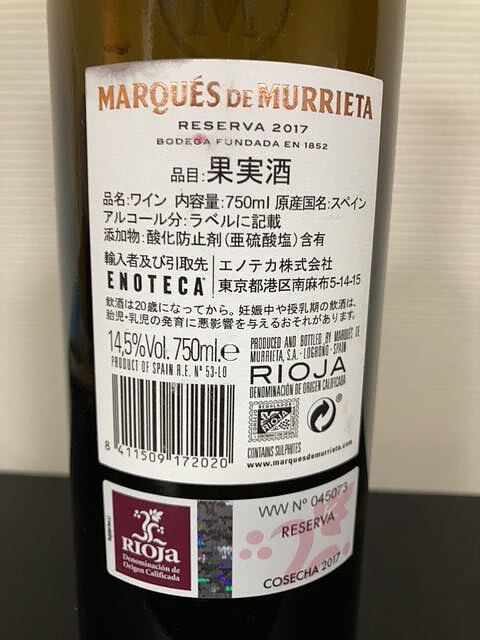 MARQUÉS DE MURRIETA
RESERVA 2017
BODEGA FUNDADA EN 1852
品目:果実酒
品名:ワイン 内容量:750ml 原産国名:スペイン
アルコール分:ラベルに記載
添加物:酸化防止剤(亜硫酸塩)含有
輸入者及び引取先 エノテカ株式会社
ENOTECA 東京都港区南麻布5-14-15
飲酒は20歳になってから。妊娠中や授乳期の飲酒は、
胎児・乳児の発育に悪影響を与えるおそれがあります。
14,5%Vol. 750ml.e
PRODUCT OF SPAIN R.E. Nº 53-LO
PRODUCED AND BOTTLED BY MARQUÉS DE
MURRIETA, S.A. - LOGROÑO - SPAIN
RIOJA
DENOMINACIÓN DE ORIGEN CALIFICADA
RIOJA
CONTAINS SULPHITES
www.marquesdemurrieta.com
8 411509 172020
RIOJA
Denominación de
Origen Calificada
WW Nº 045073
RESERVA
COSECHA 2017